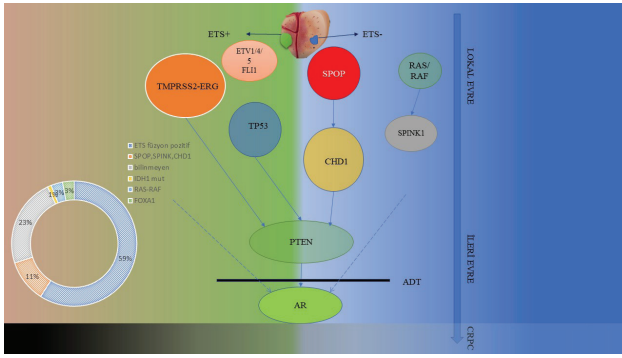 ETS+
ETS-
ETV1/4/
5
FLI1
TMPRSS2-ERG
SPOP
RAS/
RAF
LOKAL EVRE
TP53
SPINK1
CHD1
ETS füzyon pozitif
SPOP,SPINK,CHD1
bilinmeyen
IDH1 mut
RAS-RAF
FOXA1
1%
3%
3%
23%
59%
11%
PTEN
İLERİ EVRE
ADT
AR
CRPC